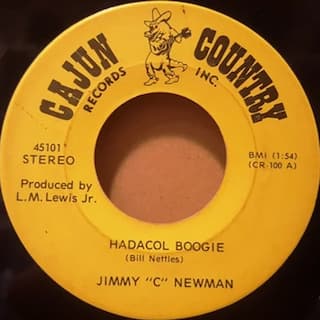 CAJUN COUNTRY
RECORDS INC.
45101
STEREO
BMI (1:54)
(CR-100 A)
Produced by
L.M. Lewis Jr.
HADACOL BOOGIE
(Bill Nettles)
JIMMY "C" NEWMAN